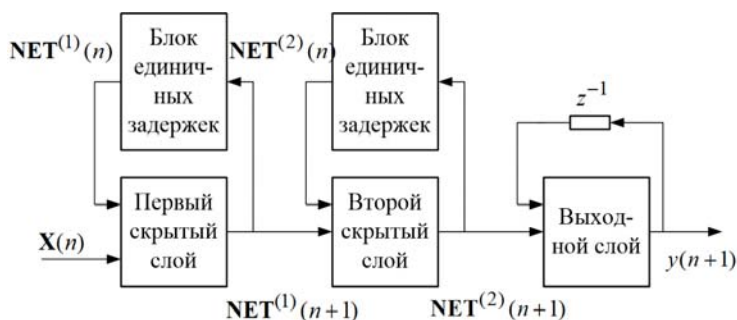 NET⁽¹⁾(n)
Блок
единич-
ных
задержек
NET⁽²⁾(n)
Блок
единич-
ных
задержек
z⁻¹
X(n)
Первый
скрытый
слой
Второй
скрытый
слой
Выход-
ной слой
y(n+1)
NET⁽¹⁾(n+1)
NET⁽²⁾(n+1)